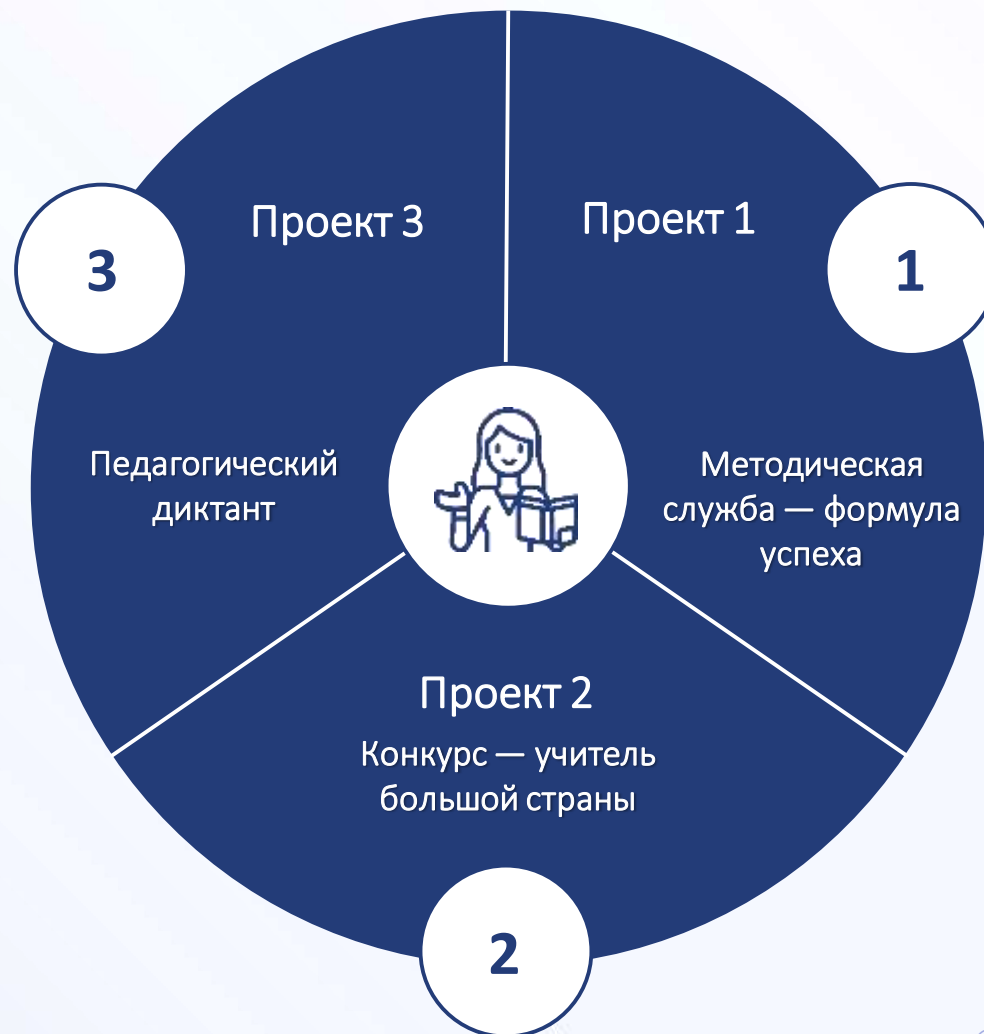 Проект 1
1
Методическая
служба — формула
успеха
Проект 2
Конкурс — учитель
большой страны
2
Проект 3
3
Педагогический
диктант